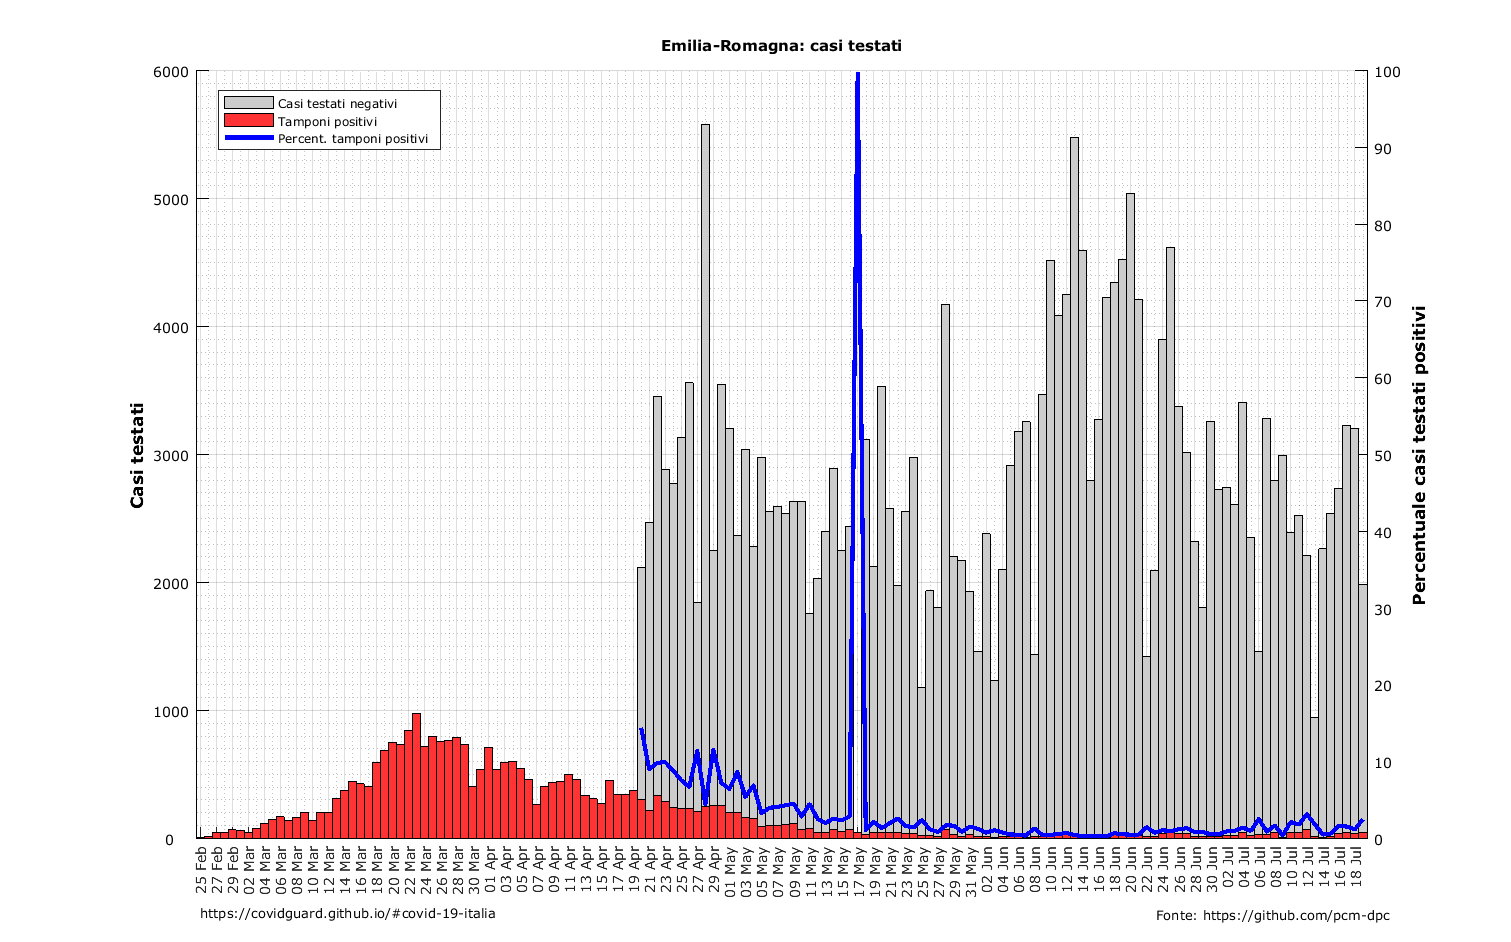 Emilia-Romagna: casi testati
Casi testati negativi
Tamponi positivi
Percent. tamponi positivi
Casi testati
6000
5000
4000
3000
2000
1000
0
Percentuale casi testati positivi
100
90
80
70
60
50
40
30
20
10
0
25 Feb
27 Feb
29 Feb
02 Mar
04 Mar
06 Mar
08 Mar
10 Mar
12 Mar
14 Mar
16 Mar
18 Mar
20 Mar
22 Mar
24 Mar
26 Mar
28 Mar
30 Mar
01 Apr
03 Apr
05 Apr
07 Apr
09 Apr
11 Apr
13 Apr
15 Apr
17 Apr
19 Apr
21 Apr
23 Apr
25 Apr
27 Apr
29 Apr
01 May
03 May
05 May
07 May
09 May
11 May
13 May
15 May
17 May
19 May
21 May
23 May
25 May
27 May
29 May
31 May
02 Jun
04 Jun
06 Jun
08 Jun
10 Jun
12 Jun
14 Jun
16 Jun
18 Jun
20 Jun
22 Jun
24 Jun
26 Jun
28 Jun
30 Jun
02 Jul
04 Jul
06 Jul
08 Jul
10 Jul
12 Jul
14 Jul
16 Jul
18 Jul
https://covidguard.github.io/#covid-19-italia
Fonte: https://github.com/pcm-dpc